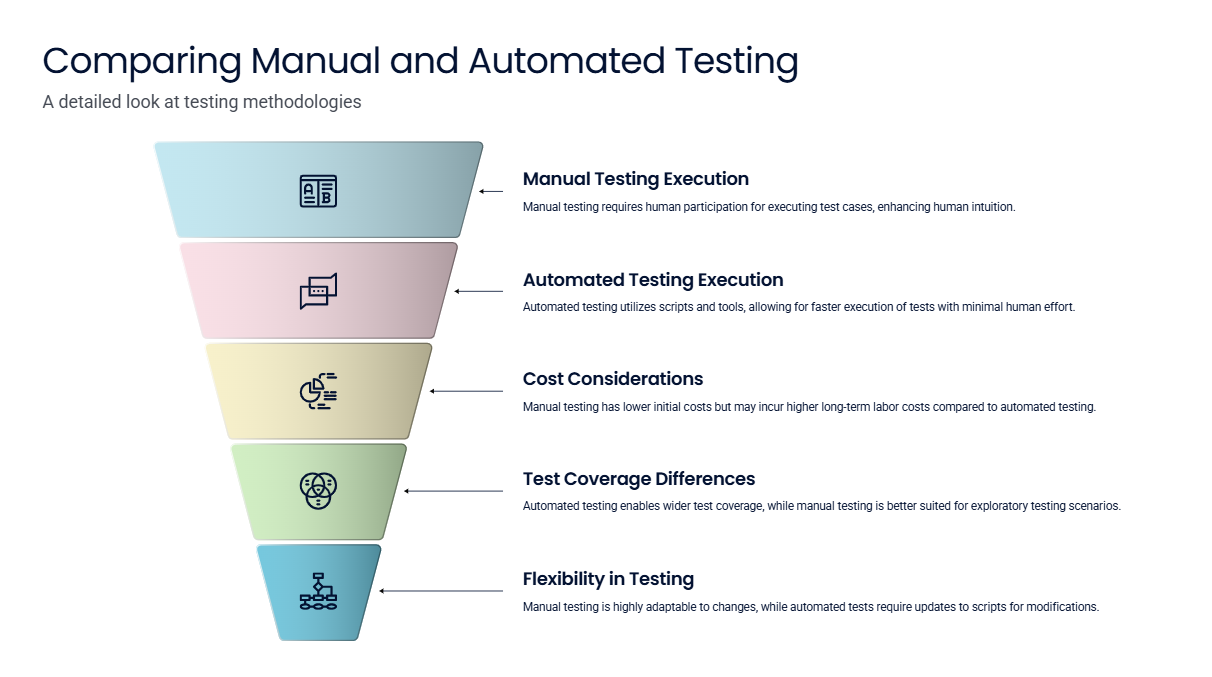 Comparing Manual and Automated Testing
A detailed look at testing methodologies
A
B
Manual Testing Execution
Manual testing requires human participation for executing test cases, enhancing human intuition.
Automated Testing Execution
Automated testing utilizes scripts and tools, allowing for faster execution of tests with minimal human effort.
Cost Considerations
Manual testing has lower initial costs but may incur higher long-term labor costs compared to automated testing.
Test Coverage Differences
Automated testing enables wider test coverage, while manual testing is better suited for exploratory testing scenarios.
Flexibility in Testing
Manual testing is highly adaptable to changes, while automated tests require updates to scripts for modifications.